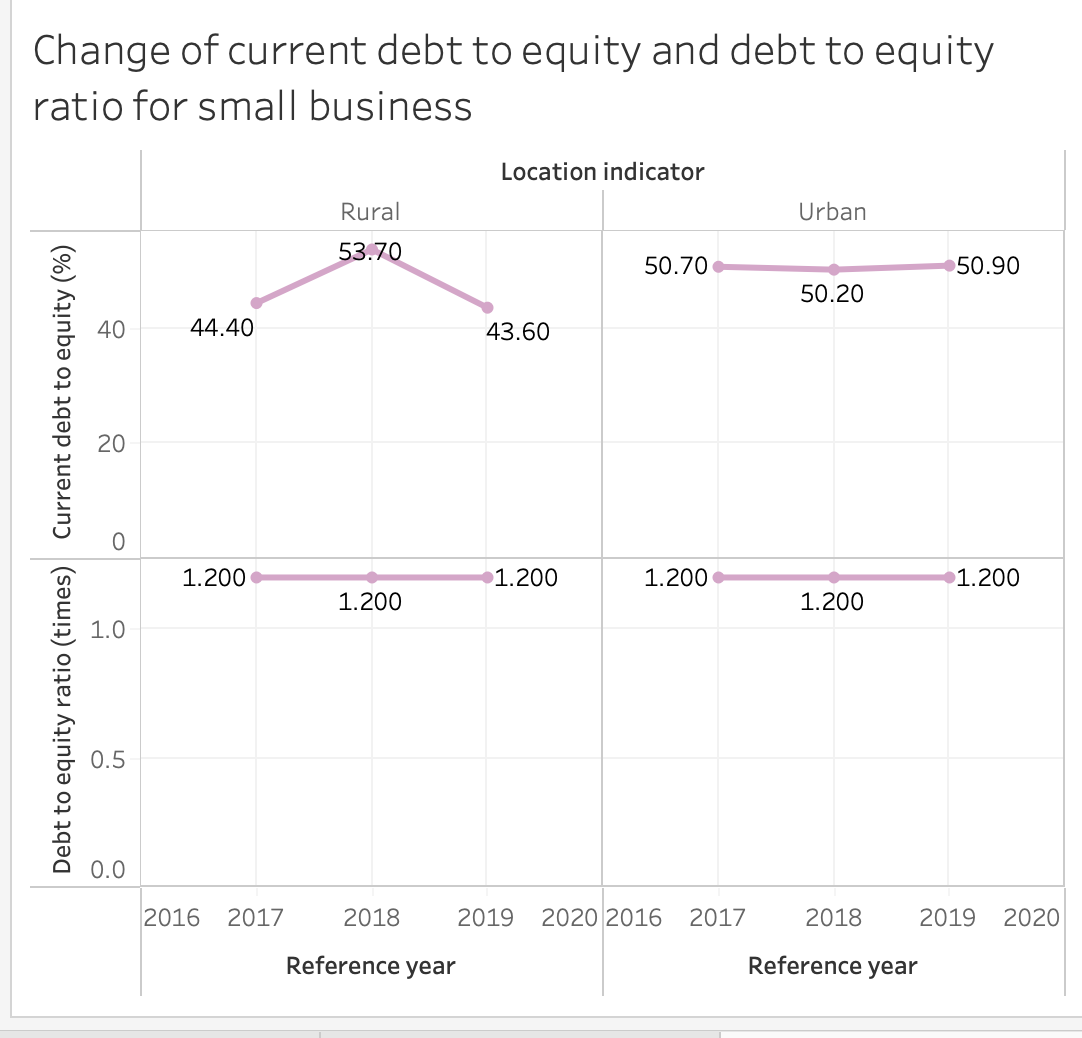 Change of current debt to equity and debt to equity
ratio for small business
Location indicator
Rural
Urban
Current debt to equity (%)
40
20
0
53.70
44.40
43.60
50.70
50.20
50.90
Debt to equity ratio (times)
1.0
0.5
0.0
1.200
1.200
1.200
1.200
1.200
1.200
2016 2017 2018 2019 2020 2016 2017 2018 2019 2020
Reference year
Reference year